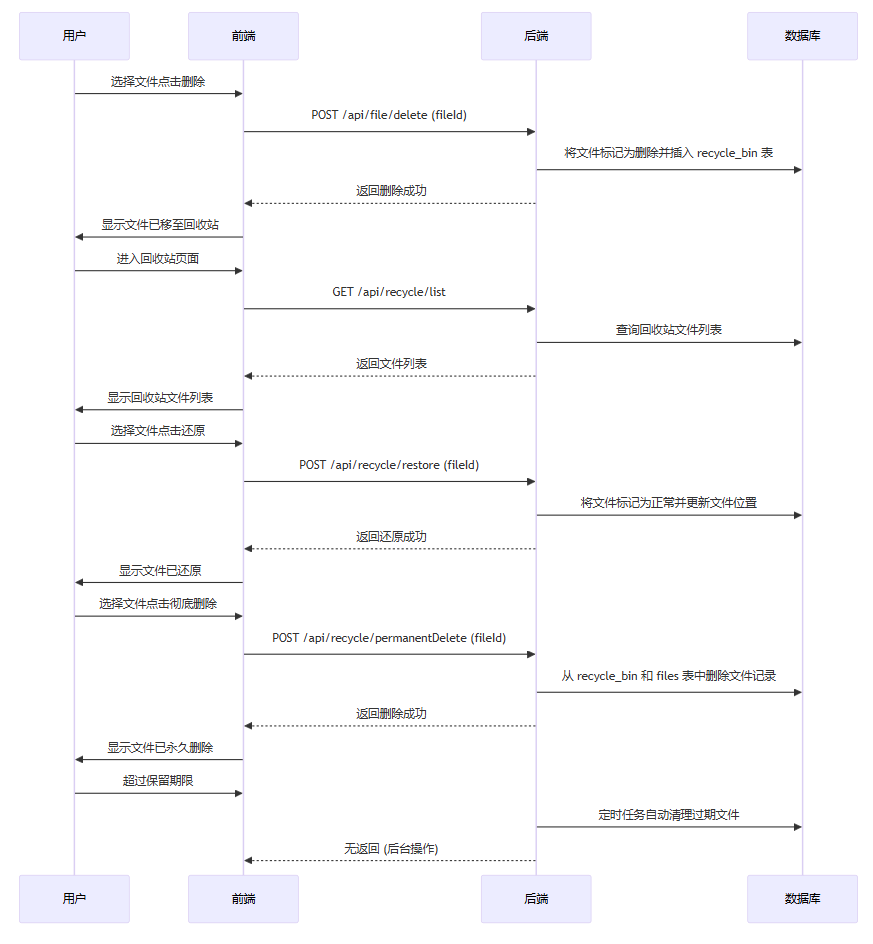 用户 前端 后端 数据库
选择文件点击删除
POST /api/file/delete (fileId)
将文件标记为删除并插入 recycle_bin 表
返回删除成功
显示文件已移至回收站
进入回收站页面
GET /api/recycle/list
查询回收站文件列表
返回文件列表
显示回收站文件列表
选择文件点击还原
POST /api/recycle/restore (fileId)
将文件标记为正常并更新文件位置
返回还原成功
显示文件已还原
选择文件点击彻底删除
POST /api/recycle/permanentDelete (fileId)
从 recycle_bin 和 files 表中删除文件记录
返回删除成功
显示文件已永久删除
超过保留期限
定时任务自动清理过期文件
无返回 (后台操作)
用户 前端 后端 数据库